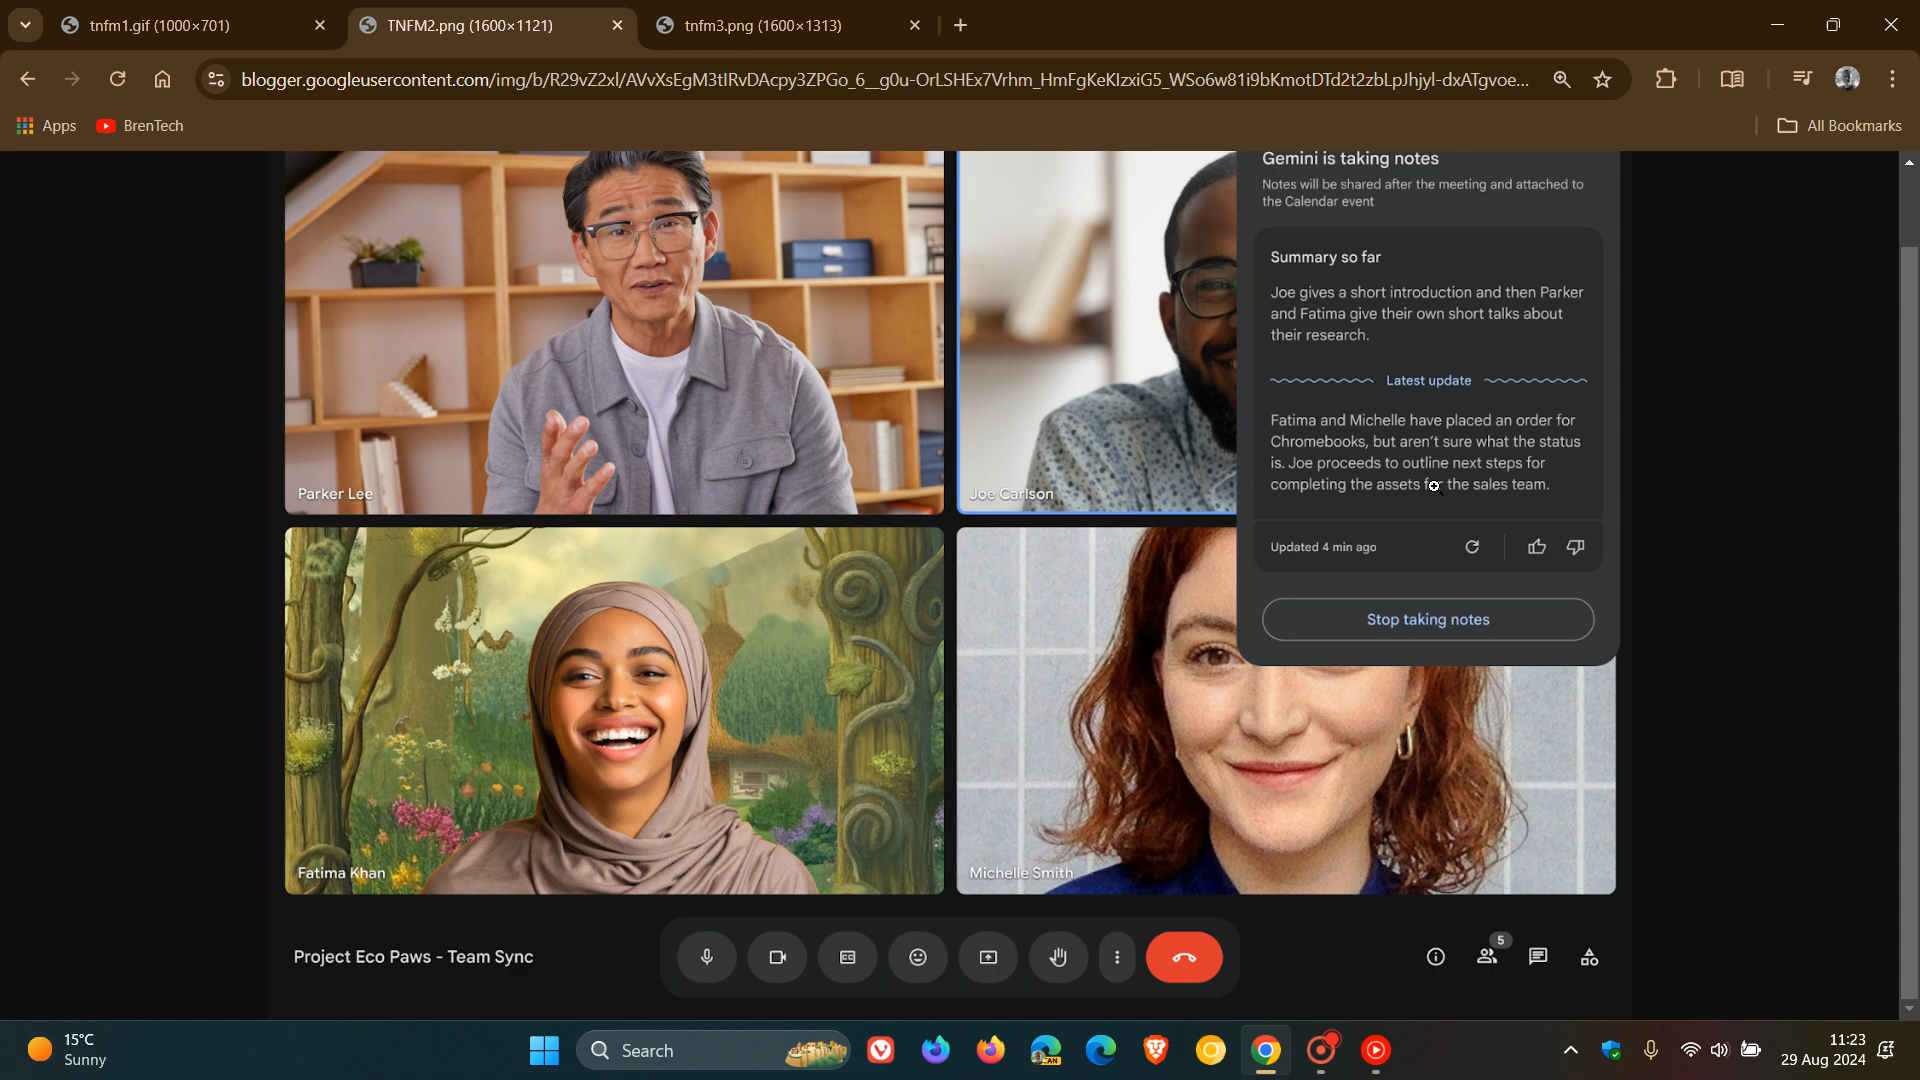 tnfm1.gif (1000×701)
TNFM2.png (1600×1121)
tnfm3.png (1600×1313)
blogger.googleusercontent.com/img/b/R29vZ2xl/AVvXsEgM3tIRvDAcpy3ZPGo_6__g0u-OrLSHEx7Vrhm_HmFgKeKIzxiG5_WSo6w81i9bKmotDTd2t2zbLpJhjyl-dxATgvoe...
Apps
BrenTech
All Bookmarks
Gemini is taking notes
Notes will be shared after the meeting and attached to
the Calendar event
Summary so far
Joe gives a short introduction and then Parker
and Fatima give their own short talks about
their research.
Latest update
Fatima and Michelle have placed an order for
Chromebooks, but aren't sure what the status
is. Joe proceeds to outline next steps for
completing the assets for the sales team.
Updated 4 min ago
Stop taking notes
Parker Lee
Joe Carlson
Fatima Khan
Michelle Smith
Project Eco Paws - Team Sync
CC
5
15°C
Sunny
Search
CAN
11:23
29 Aug 2024